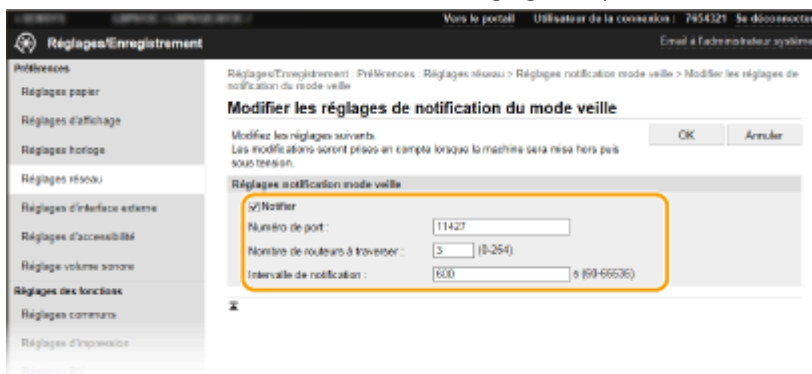 Vers le portail Utilisateur de la connexion : 7654321 Se déconnecter
Réglages/Enregistrement
Email à l'administrateur système
Préférences
Réglages papier
Réglages d'affichage
Réglages horloge
Réglages réseau
Réglages d'interface externe
Réglages d'accessibilité
Réglage volume sonore
Réglages des fonctions
Réglages communs
Réglages d'impression
Réglages/Enregistrement : Préférences : Réglages réseau > Réglages notification mode veille > Modifier les réglages de
notification du mode veille
Modifier les réglages de notification du mode veille
Modifiez les réglages suivants.
Les modifications seront prises en compte lorsque la machine sera mise hors puis
sous tension.
OK Annuler
Réglages notification mode veille
Notifier
Numéro de port : 11427
Nombre de routeurs à traverser : 3 (0-254)
Intervalle de notification : 600 s (60-65535)